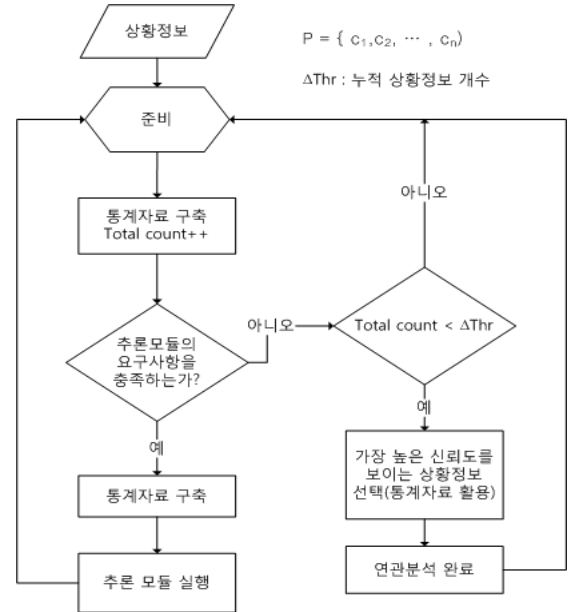 상황정보
P = { c₁,c₂, ⋯ , cₙ)
ΔThr : 누적 상황정보 개수
준비
통계자료 구축
Total count++
추론모듈의
요구사항을
충족하는가?
아니오
Total count < ΔThr
아니오
예
통계자료 구축
추론 모듈 실행
예
가장 높은 신뢰도를
보이는 상황정보
선택(통계자료 활용)
연관분석 완료